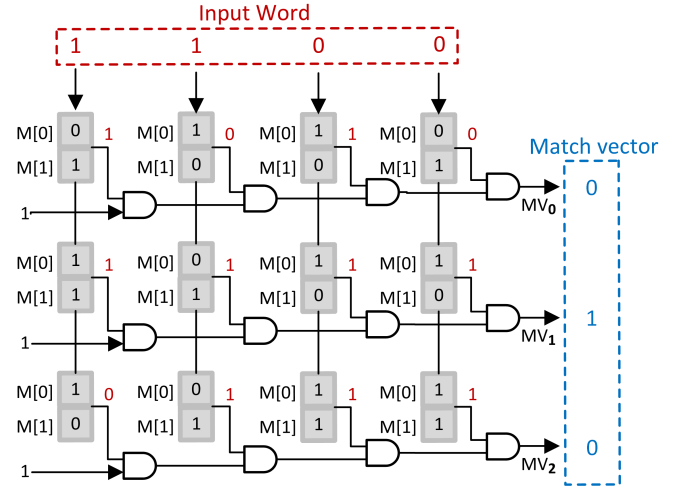 Input Word
1 1 0 0
M[0] 0 1 M[0] 1 0 M[0] 1 1 M[0] 0 0
Match vector
M[1] 1 M[1] 0 M[1] 0 M[1] 1
0
1 MV0
M[0] 1 1 M[0] 0 1 M[0] 1 1 M[0] 1 1
M[1] 1 M[1] 1 M[1] 0 M[1] 0
1
1 MV1
M[0] 1 0 M[0] 0 1 M[0] 1 1 M[0] 1 1
M[1] 0 M[1] 1 M[1] 1 M[1] 1
0
1 MV2